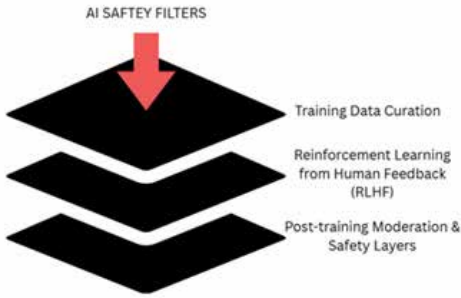 AI SAFTEY FILTERS
Training Data Curation
Reinforcement Learning
from Human Feedback
(RLHF)
Post-training Moderation &
Safety Layers